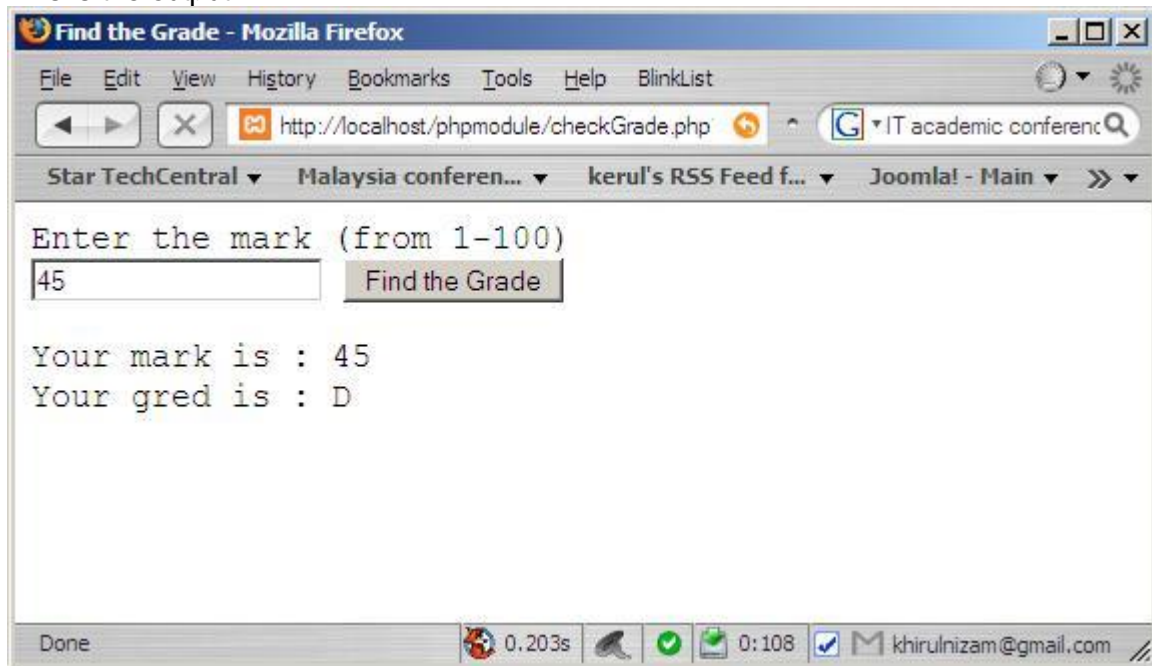 Find the Grade - Mozilla Firefox
File Edit View History Bookmarks Tools Help BlinkList
http://localhost/phpmodule/checkGrade.php G IT academic conferenc
Star TechCentral Malaysia conferen... kerul's RSS Feed f... Joomla! - Main
Enter the mark (from 1-100)
45 Find the Grade
Your mark is : 45
Your gred is : D
Done 0.203s 0:108 khirulnizam@gmail.com